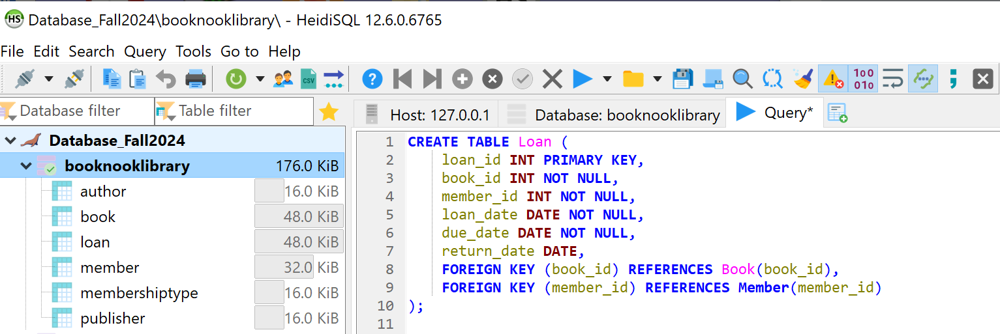 HS Database_Fall2024\booknooklibrary\ - HeidiSQL 12.6.0.6765
File Edit Search Query Tools Go to Help
CSV ? 100 010 ;
Database filter Table filter Host: 127.0.0.1 Database: booknooklibrary Query*
Database_Fall2024
booknooklibrary 176.0 KiB
author 16.0 KiB
book 48.0 KiB
loan 48.0 KiB
member 32.0 KiB
membershiptype 16.0 KiB
publisher 16.0 KiB
1 CREATE TABLE Loan (
2 loan_id INT PRIMARY KEY,
3 book_id INT NOT NULL,
4 member_id INT NOT NULL,
5 loan_date DATE NOT NULL,
6 due_date DATE NOT NULL,
7 return_date DATE,
8 FOREIGN KEY (book_id) REFERENCES Book(book_id),
9 FOREIGN KEY (member_id) REFERENCES Member(member_id)
10 );
11